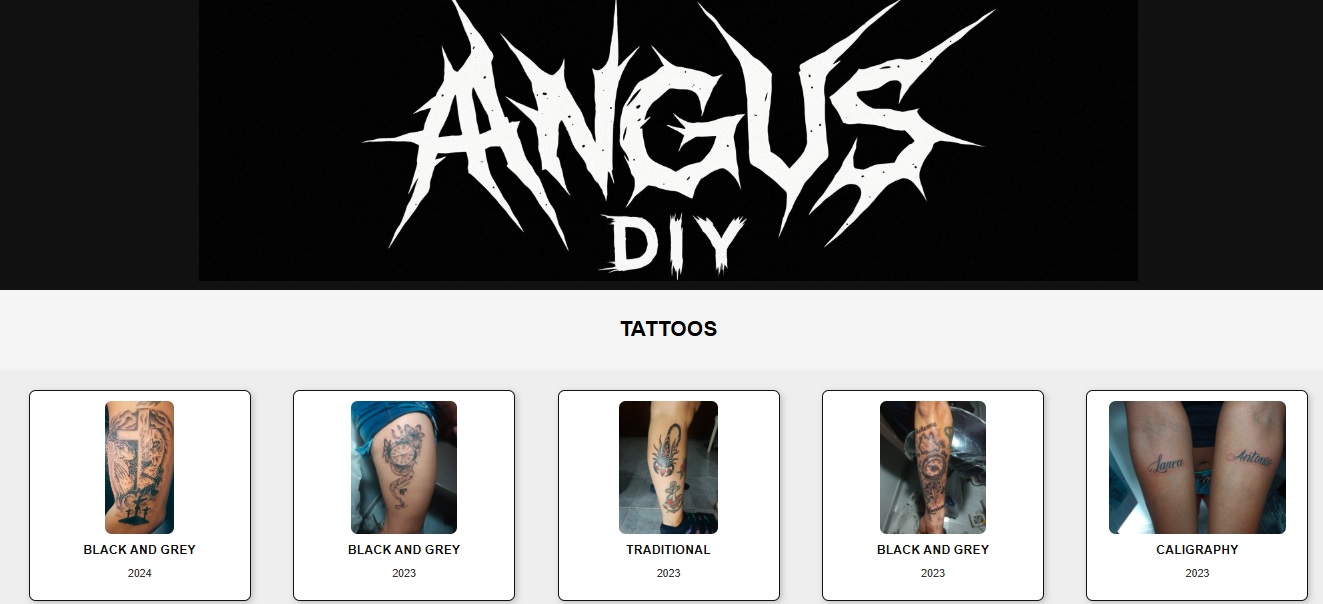 ANGUS
DIY
TATTOOS
Laura
Antonio
BLACK AND GREY
BLACK AND GREY
TRADITIONAL
BLACK AND GREY
CALIGRAPHY
2024
2023
2023
2023
2023